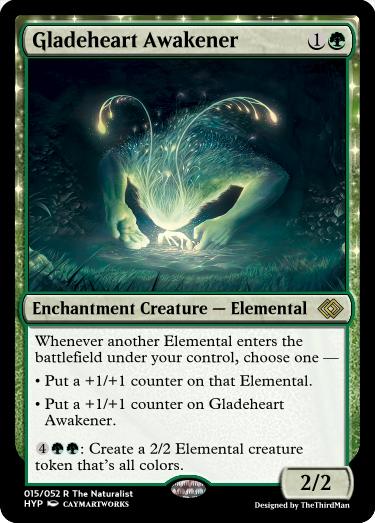 Gladeheart Awakener 1
Enchantment Creature — Elemental
Whenever another Elemental enters the
battlefield under your control, choose one —
• Put a +1/+1 counter on that Elemental.
• Put a +1/+1 counter on Gladeheart
Awakener.
4: Create a 2/2 Elemental creature
token that's all colors.
2/2
015/052 R The Naturalist
HYP CAYMARTWORKS
Designed by TheThirdMan